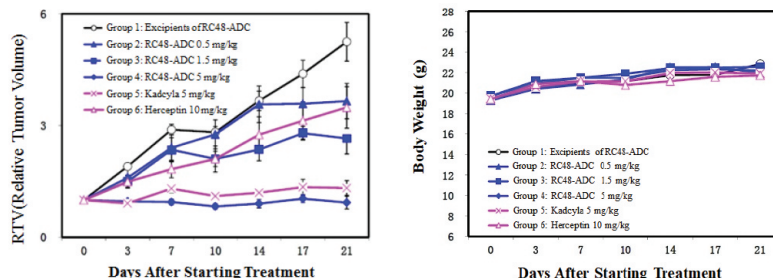 RTV(Relative Tumor Volume)
6
3
0
Group 1: Excipients of RC48-ADC
Group 2: RC48-ADC 0.5 mg/kg
Group 3: RC48-ADC 1.5 mg/kg
Group 4: RC48-ADC 5 mg/kg
Group 5: Kadcyla 5 mg/kg
Group 6: Herceptin 10 mg/kg
0 3 7 10 14 17 21
Days After Starting Treatment
Body Weight (g)
28
26
24
22
20
18
16
14
12
10
8
6
Group 1: Excipients of RC48-ADC
Group 2: RC48-ADC 0.5 mg/kg
Group 3: RC48-ADC 1.5 mg/kg
Group 4: RC48-ADC 5 mg/kg
Group 5: Kadcyla 5 mg/kg
Group 6: Herceptin 10 mg/kg
0 3 7 10 14 17 21
Days After Starting Treatment